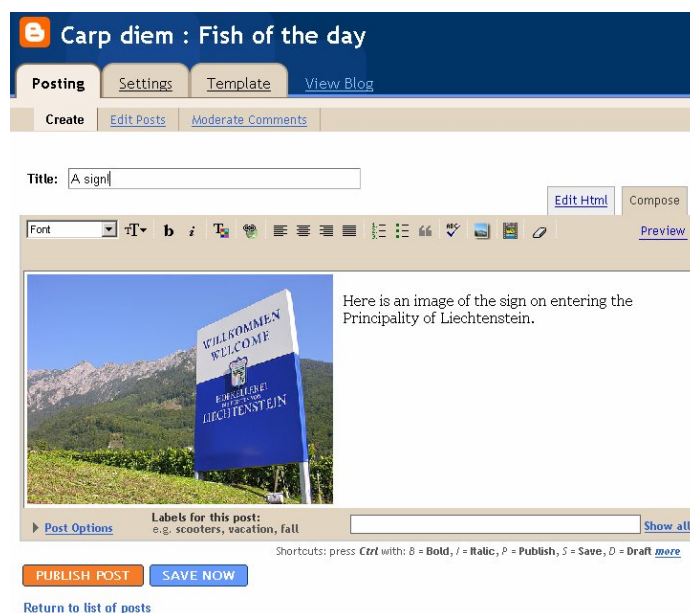 Carp diem : Fish of the day
Posting Settings Template View Blog
Create Edit Posts Moderate Comments
Title: A sign!
Edit Html Compose
Font b i ABC Preview
WILLKOMMEN
WELCOME
HOFKELLEREI
LIECHTENSTEIN
Here is an image of the sign on entering the
Principality of Liechtenstein.
Post Options Labels for this post: Show all
e.g. scooters, vacation, fall
Shortcuts: press Ctrl with: B = Bold, I = Italic, P = Publish, S = Save, D = Draft more
PUBLISH POST SAVE NOW
Return to list of posts